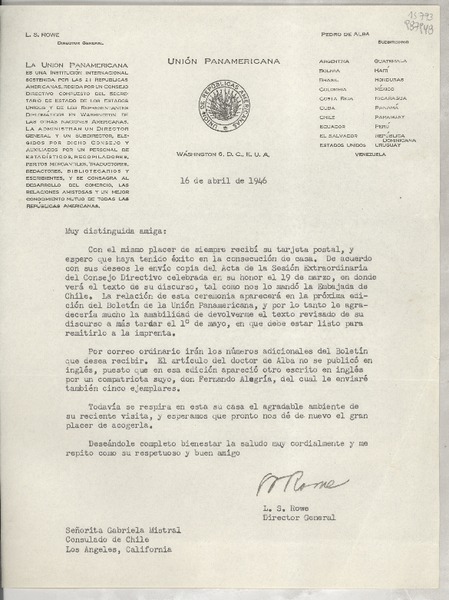 15793
987948
L. S. ROWE
DIRECTOR GENERAL
PEDRO DE ALBA
SUBDIRECTOR
UNIÓN PANAMERICANA
LA UNIÓN PANAMERICANA
ES UNA INSTITUCIÓN INTERNACIONAL
SOSTENIDA POR LAS 21 REPÚBLICAS
AMERICANAS, REGIDA POR UN CONSEJO
DIRECTIVO COMPUESTO DEL SECRE-
TARIO DE ESTADO DE LOS ESTADOS
UNIDOS Y DE LOS REPRESENTANTES
DIPLOMÁTICOS EN WASHINGTON DE
LAS OTRAS NACIONES AMERICANAS.
LA ADMINISTRAN UN DIRECTOR
GENERAL Y UN SUBDIRECTOR, ELE-
GIDOS POR DICHO CONSEJO Y
AUXILIADOS POR UN PERSONAL DE
ESTADÍSTICOS, RECOPILADORES,
PERITOS MERCANTILES, TRADUCTORES,
REDACTORES, BIBLIOTECARIOS Y
ESCRIBIENTES, Y SE CONSAGRA AL
DESARROLLO DEL COMERCIO, LAS
RELACIONES AMISTOSAS Y UN MEJOR
CONOCIMIENTO MUTUO DE TODAS LAS
REPÚBLICAS AMERICANAS.
UNIÓN DE REPÚBLICAS AMERICANAS
ARGENTINA GUATEMALA
BOLIVIA HAITÍ
BRASIL HONDURAS
COLOMBIA MÉXICO
COSTA RICA NICARAGUA
CUBA PANAMÁ
CHILE PARAGUAY
ECUADOR PERÚ
EL SALVADOR REPÚBLICA DOMINICANA
ESTADOS UNIDOS URUGUAY
VENEZUELA
WÁSHINGTON 6, D. C., E. U. A.
16 de abril de 1946
Muy distinguida amiga:
Con el mismo placer de siempre recibí su tarjeta postal, y
espero que haya tenido éxito en la consecución de casa. De acuerdo
con sus deseos le envío copia del Acta de la Sesión Extraordinaria
del Consejo Directivo celebrada en su honor el 19 de marzo, en donde
verá el texto de su discurso, tal como nos lo mandó la Embajada de
Chile. La relación de esta ceremonia aparecerá en la próxima edi-
ción del Boletín de la Unión Panamericana, y por lo tanto le agra-
decería mucho la amabilidad de devolverme el texto revisado de su
discurso a más tardar el 1º de mayo, en que debe estar listo para
remitirlo a la imprenta.
Por correo ordinario irán los números adicionales del Boletín
que desea recibir. El artículo del doctor de Alba no se publicó en
inglés, puesto que en esa edición apareció otro escrito en inglés
por un compatriota suyo, don Fernando Alegría, del cual le enviaré
también cinco ejemplares.
Todavía se respira en esta su casa el agradable ambiente de
su reciente visita, y esperamos que pronto nos dé de nuevo el gran
placer de acogerla.
Deseándole completo bienestar la saludo muy cordialmente y me
repito como su respetuoso y buen amigo
L. S. Rowe
Director General
Señorita Gabriela Mistral
Consulado de Chile
Los Angeles, California